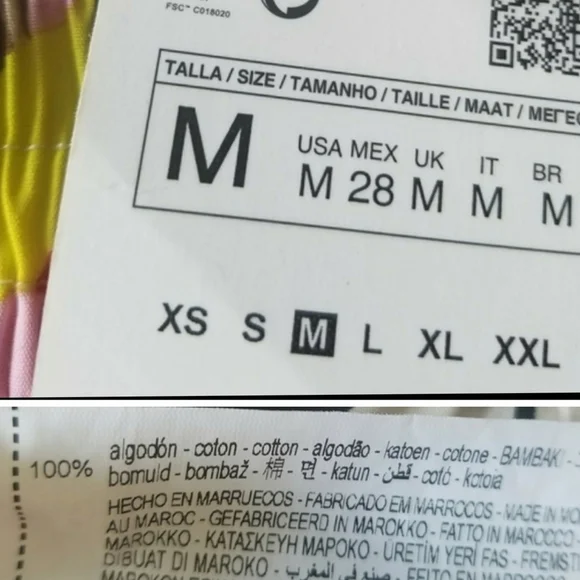 FSC™ C018020
TALLA / SIZE / TAMANHO / TAILLE / MAAT /
M
USA MEX UK IT BR
M 28 M M M
XS S M L XL XXL
100%
algodón - coton - cotton - algodão - katoen - cotone - BAMBAKI -
bomuld - bombaž - 棉 - 면 - katun - قطن - cotó - kotoia
HECHO EN MARRUECOS - FABRICADO EM MARROCOS - MADE IN
AU MAROC - GEFABRICEERD IN MAROKKO - FATTO IN MAROCCO
MAROKKO - ΚΑΤΑΣΚΕΥΗ ΜΑΡΟΚΟ - ÜRETİM YERİ FAS - FREMST
DIBUAT DI MAROKO - صنع في المغرب - FEITO EN